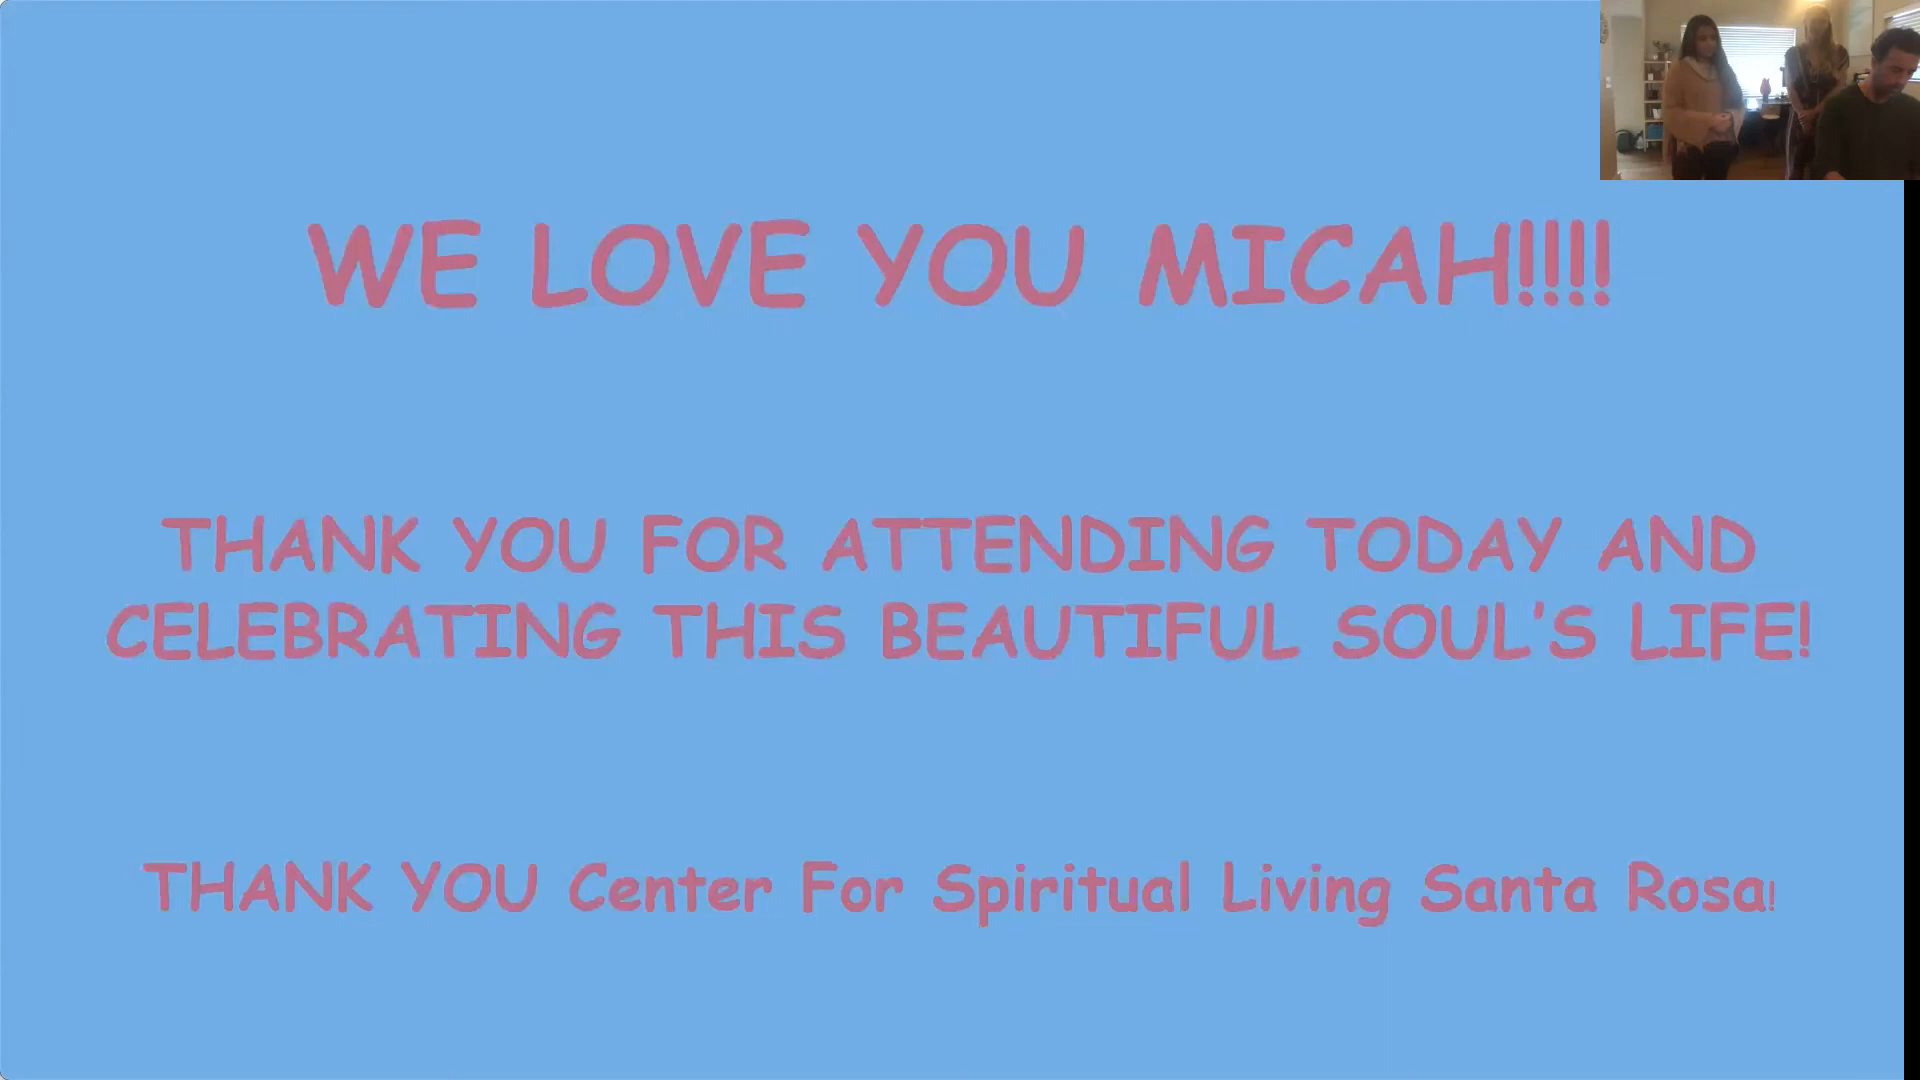 WE LOVE YOU MICAH!!!!
THANK YOU FOR ATTENDING TODAY AND
CELEBRATING THIS BEAUTIFUL SOUL'S LIFE!
THANK YOU Center For Spiritual Living Santa Rosa!